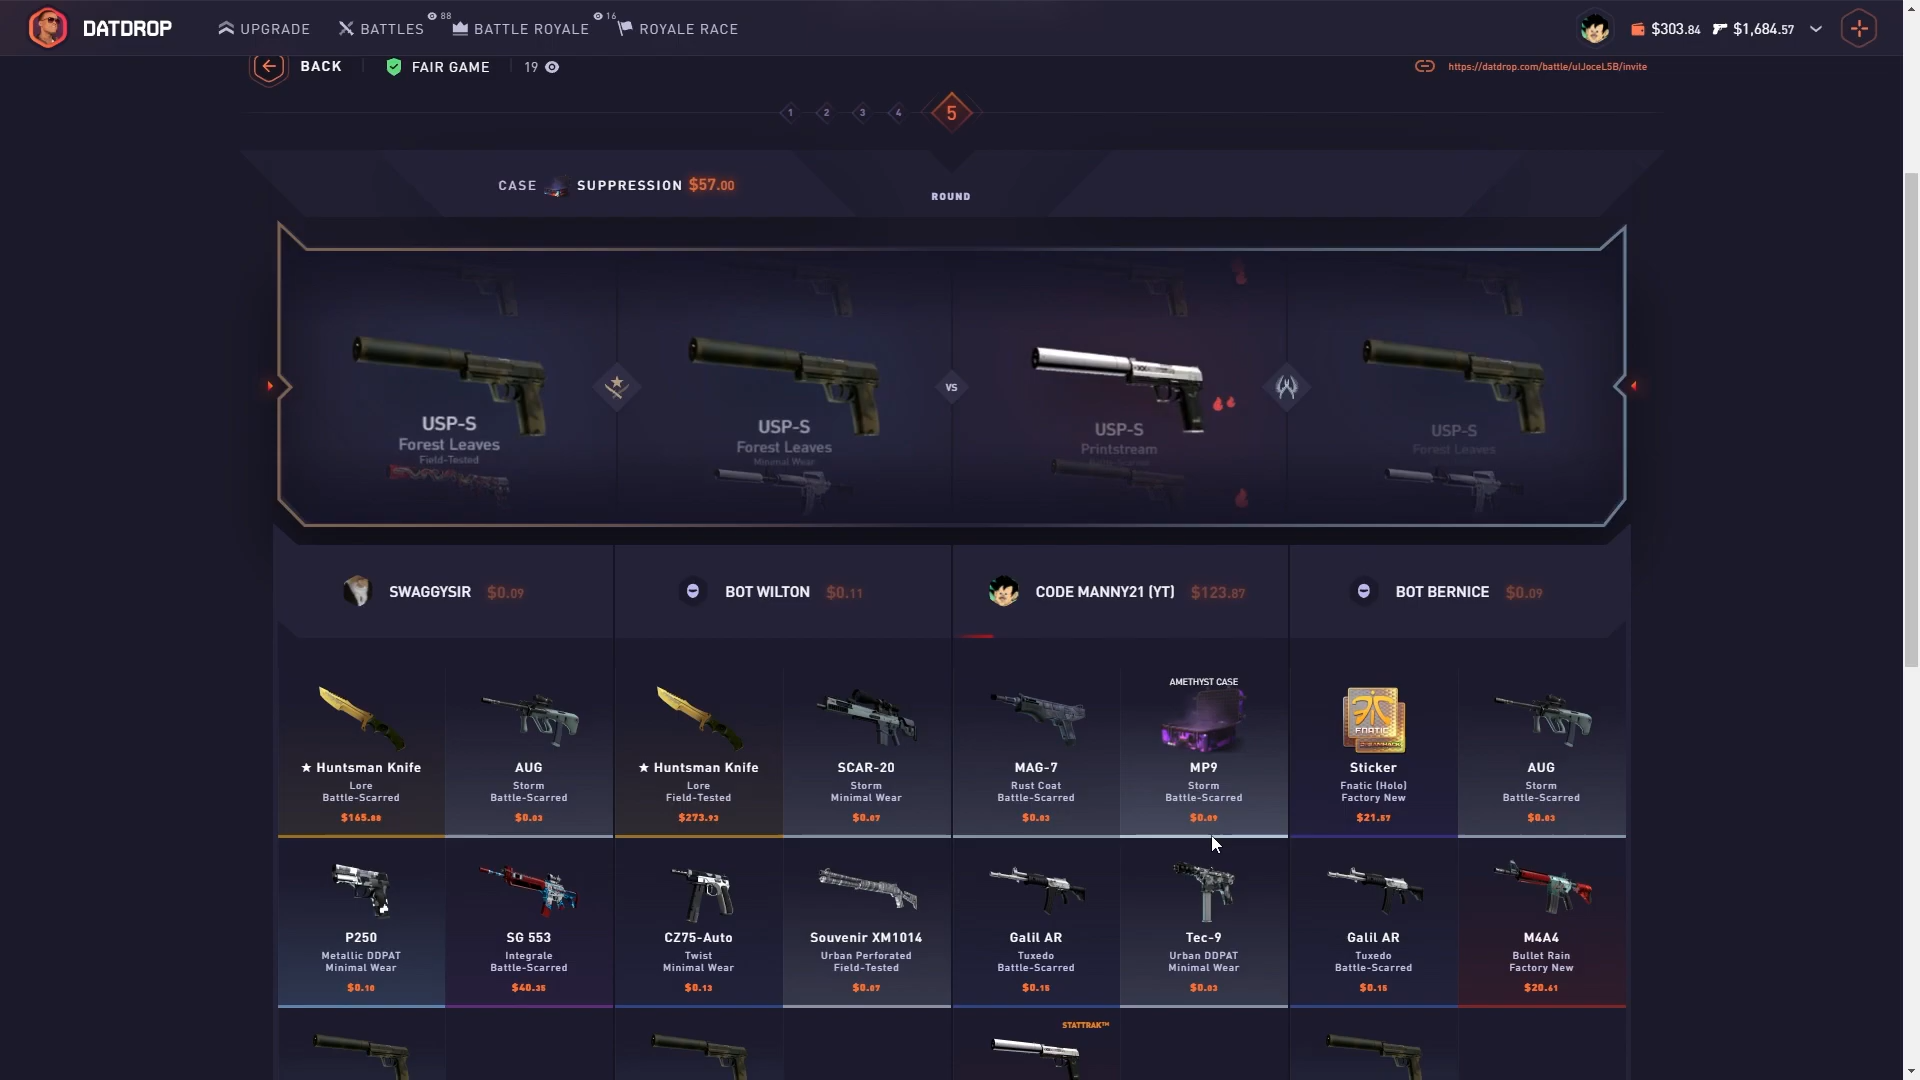 DATDROP
UPGRADE
BATTLES
88
BATTLE ROYALE
16
ROYALE RACE
$303.84
$1,684.57
BACK
FAIR GAME
19
https://datdrop.com/battle/ulJoceL5B/invite
1
2
3
4
5
CASE SUPPRESSION $57.00
ROUND
USP-S
Forest Leaves
Field-Tested
USP-S
Forest Leaves
Minimal Wear
VS
USP-S
Printstream
Battle-Scarred
USP-S
Forest Leaves
SWAGGYSIR $0.09
BOT WILTON $0.11
CODE MANNY21 (YT) $123.87
BOT BERNICE $0.09
★ Huntsman Knife
Lore
Battle-Scarred
$165.88
AUG
Storm
Battle-Scarred
$0.03
★ Huntsman Knife
Lore
Field-Tested
$273.93
SCAR-20
Storm
Minimal Wear
$0.07
MAG-7
Rust Coat
Battle-Scarred
$0.03
AMETHYST CASE
MP9
Storm
Battle-Scarred
$0.09
FNATIC
Sticker
Fnatic (Holo)
Factory New
$21.57
AUG
Storm
Battle-Scarred
$0.03
P250
Metallic DDPAT
Minimal Wear
$0.10
SG 553
Integrale
Battle-Scarred
$40.35
CZ75-Auto
Twist
Minimal Wear
$0.13
Souvenir XM1014
Urban Perforated
Field-Tested
$0.07
Galil AR
Tuxedo
Battle-Scarred
$0.15
Tec-9
Urban DDPAT
Minimal Wear
$0.03
Galil AR
Tuxedo
Battle-Scarred
$0.15
M4A4
Bullet Rain
Factory New
$20.61
STATTRAK™